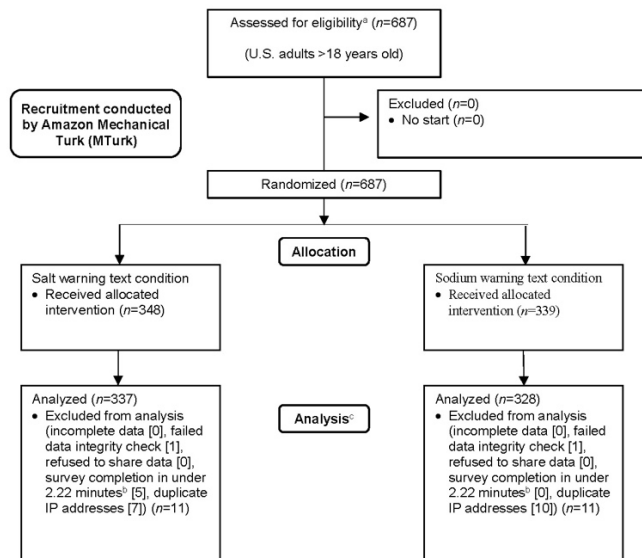 Assessed for eligibilityᵃ (n=687)
(U.S. adults >18 years old)
Recruitment conducted
by Amazon Mechanical
Turk (MTurk)
Excluded (n=0)
• No start (n=0)
Randomized (n=687)
Allocation
Salt warning text condition
• Received allocated
intervention (n=348)
Sodium warning text condition
• Received allocated
intervention (n=339)
Analyzed (n=337)
• Excluded from analysis
(incomplete data [0], failed
data integrity check [1],
refused to share data [0],
survey completion in under
2.22 minutesᵇ [5], duplicate
IP addresses [7]) (n=11)
Analysisᶜ
Analyzed (n=328)
• Excluded from analysis
(incomplete data [0], failed
data integrity check [1],
refused to share data [0],
survey completion in under
2.22 minutesᵇ [0], duplicate
IP addresses [10]) (n=11)